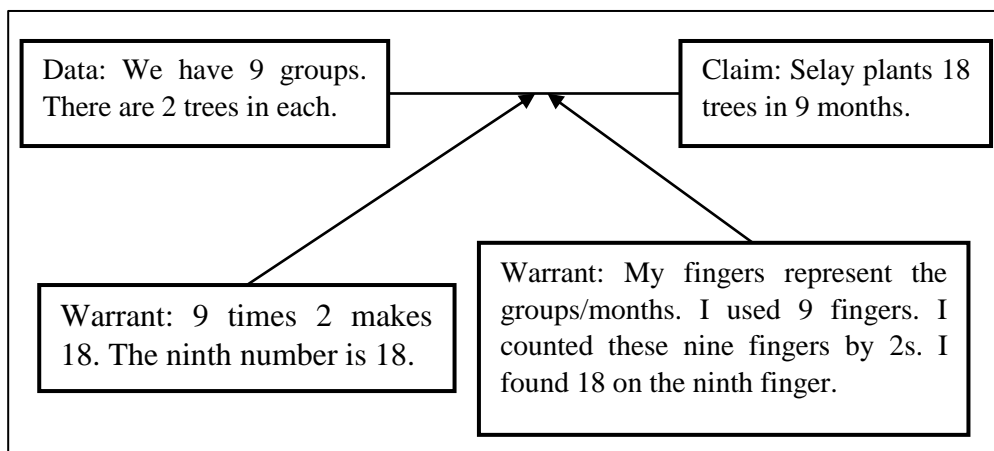 Data: We have 9 groups.
There are 2 trees in each.
Claim: Selay plants 18
trees in 9 months.
Warrant: 9 times 2 makes
18. The ninth number is 18.
Warrant: My fingers represent the
groups/months. I used 9 fingers. I
counted these nine fingers by 2s. I
found 18 on the ninth finger.